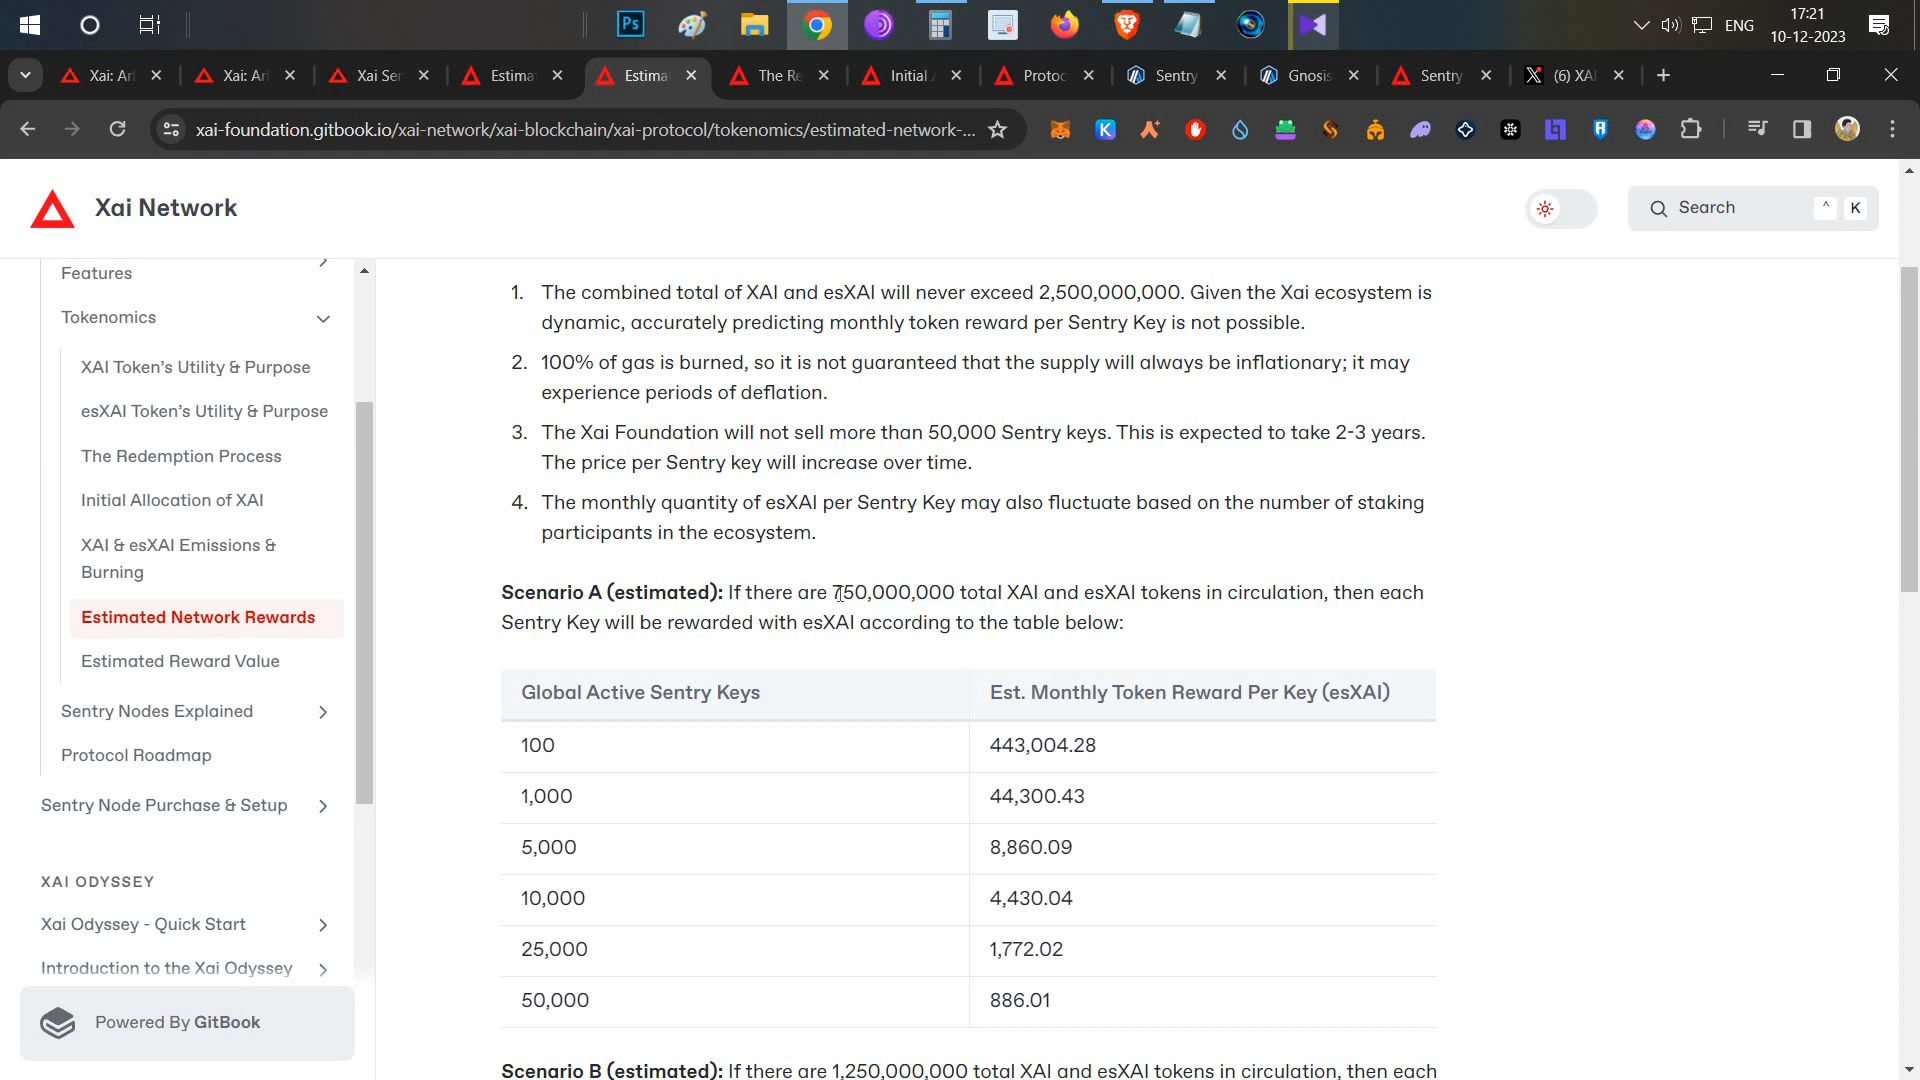 Ps
ENG
17:21
10-12-2023
Xai: Ar
Xai: Ar
Xai Ser
Estima
Estima
The Re
Initial
Protoc
Sentry
Gnosis
Sentry
(6) XAI
xai-foundation.gitbook.io/xai-network/xai-blockchain/xai-protocol/tokenomics/estimated-network-...
Xai Network
Search
^ K
Features
Tokenomics
XAI Token's Utility & Purpose
esXAI Token's Utility & Purpose
The Redemption Process
Initial Allocation of XAI
XAI & esXAI Emissions &
Burning
Estimated Network Rewards
Estimated Reward Value
Sentry Nodes Explained
Protocol Roadmap
Sentry Node Purchase & Setup
XAI ODYSSEY
Xai Odyssey - Quick Start
Introduction to the Xai Odyssey
Powered By GitBook
1. The combined total of XAI and esXAI will never exceed 2,500,000,000. Given the Xai ecosystem is
dynamic, accurately predicting monthly token reward per Sentry Key is not possible.
2. 100% of gas is burned, so it is not guaranteed that the supply will always be inflationary; it may
experience periods of deflation.
3. The Xai Foundation will not sell more than 50,000 Sentry keys. This is expected to take 2-3 years.
The price per Sentry key will increase over time.
4. The monthly quantity of esXAI per Sentry Key may also fluctuate based on the number of staking
participants in the ecosystem.
Scenario A (estimated): If there are 750,000,000 total XAI and esXAI tokens in circulation, then each
Sentry Key will be rewarded with esXAI according to the table below:
Global Active Sentry Keys Est. Monthly Token Reward Per Key (esXAI)
100 443,004.28
1,000 44,300.43
5,000 8,860.09
10,000 4,430.04
25,000 1,772.02
50,000 886.01
Scenario B (estimated): If there are 1,250,000,000 total XAI and esXAI tokens in circulation, then each